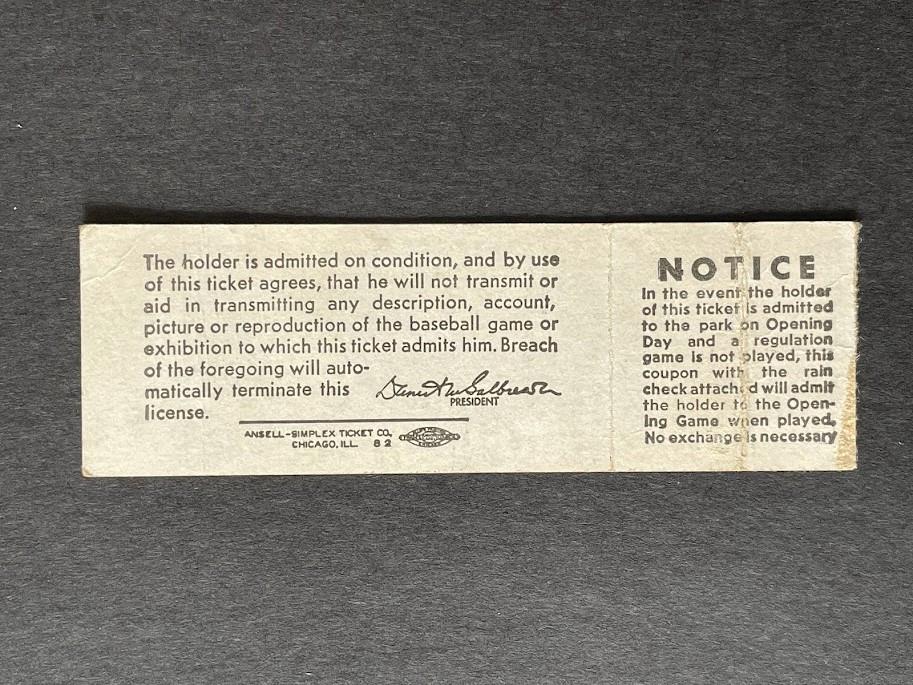 The holder is admitted on condition, and by use
of this ticket agrees, that he will not transmit or
aid in transmitting any description, account,
picture or reproduction of the baseball game or
exhibition to which this ticket admits him. Breach
of the foregoing will auto-
matically terminate this
license.
PRESIDENT
ANSELL-SIMPLEX TICKET CO.,
CHICAGO, ILL. 82
NOTICE
In the event the holder
of this ticket is admitted
to the park on Opening
Day and a regulation
game is not played, this
coupon with the rain
check attached will admit
the holder to the Open-
ing Game when played.
No exchange is necessary